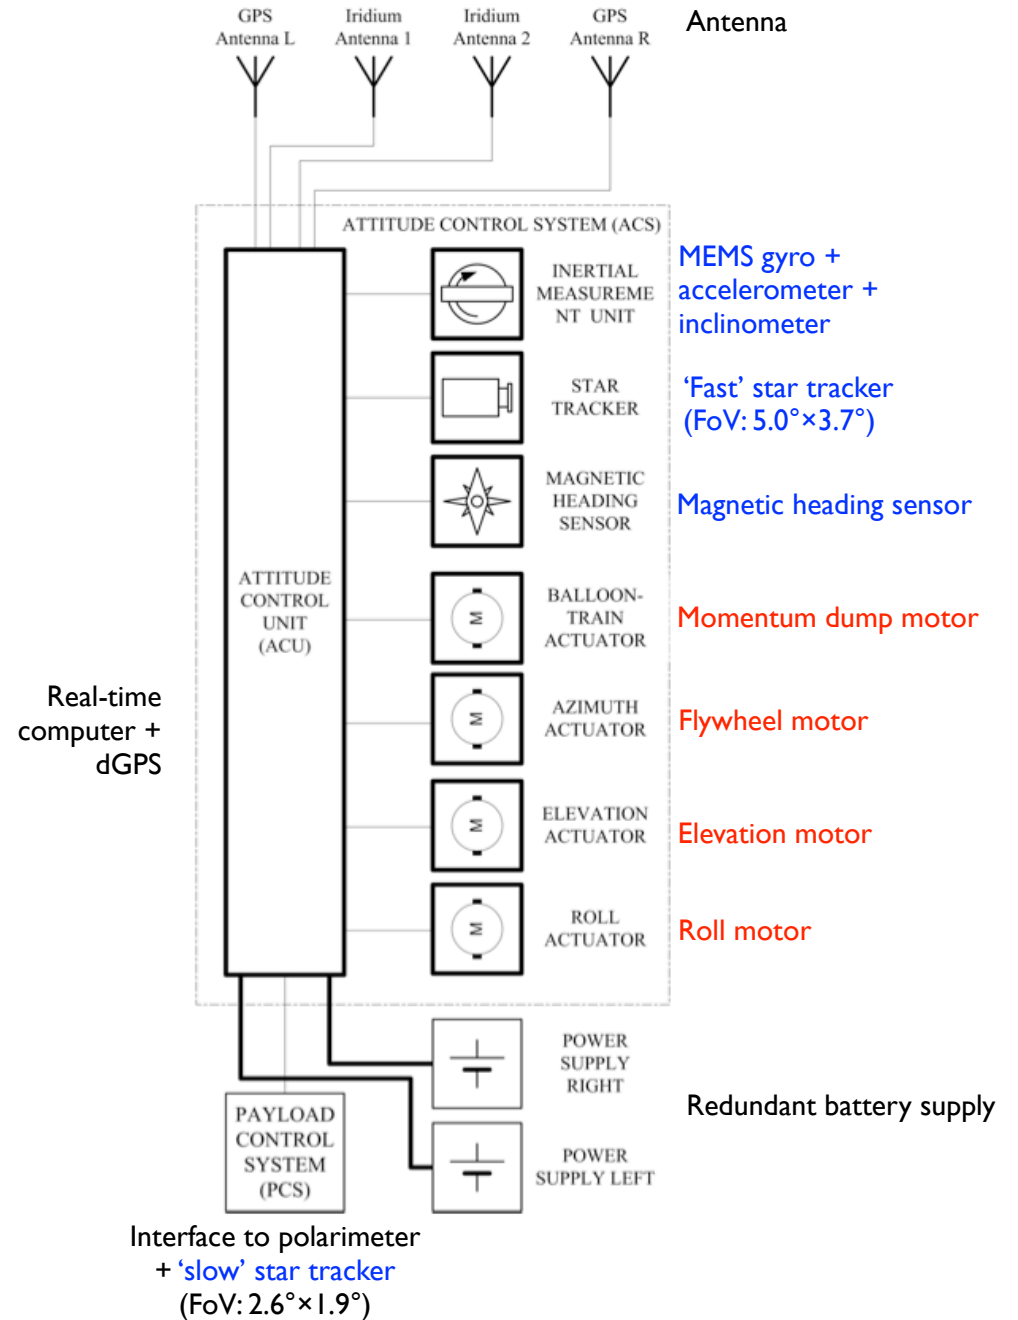 GPS
Antenna L
Iridium
Antenna 1
Iridium
Antenna 2
GPS
Antenna R
Antenna
ATTITUDE CONTROL SYSTEM (ACS)
INERTIAL
MEASUREME
NT UNIT
MEMS gyro +
accelerometer +
inclinometer
STAR
TRACKER
‘Fast’ star tracker
(FoV: 5.0°×3.7°)
MAGNETIC
HEADING
SENSOR
Magnetic heading sensor
ATTITUDE
CONTROL
UNIT
(ACU)
M
BALLOON-
TRAIN
ACTUATOR
Momentum dump motor
Real-time
computer +
dGPS
M
AZIMUTH
ACTUATOR
Flywheel motor
M
ELEVATION
ACTUATOR
Elevation motor
M
ROLL
ACTUATOR
Roll motor
POWER
SUPPLY
RIGHT
Redundant battery supply
PAYLOAD
CONTROL
SYSTEM
(PCS)
POWER
SUPPLY LEFT
Interface to polarimeter
+ ‘slow’ star tracker
(FoV: 2.6°×1.9°)